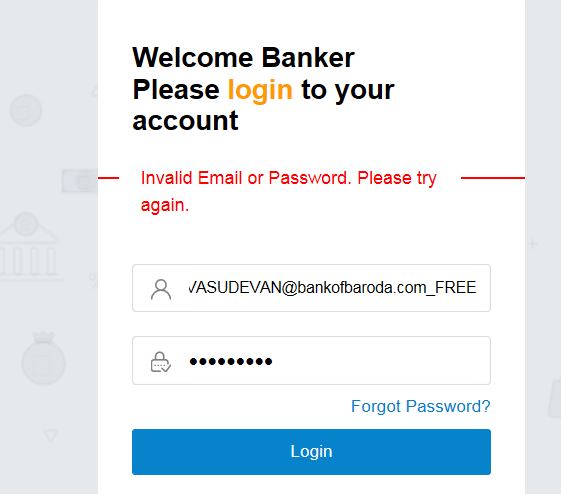 Welcome Banker
Please login to your
account
Invalid Email or Password. Please try
again.
VASUDEVAN@bankofbaroda.com_FREE
•••••••••
Forgot Password?
Login